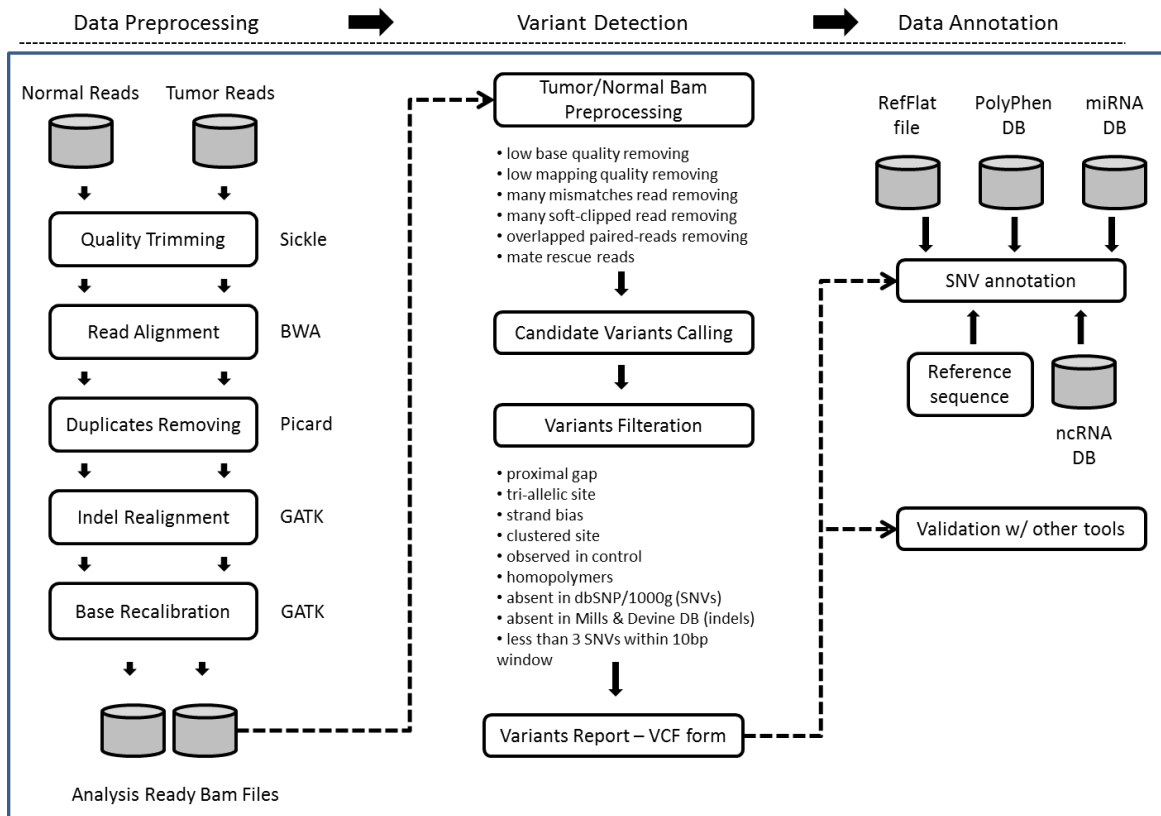 Data Preprocessing
Variant Detection
Data Annotation
Normal Reads
Tumor Reads
Quality Trimming
Sickle
Read Alignment
BWA
Duplicates Removing
Picard
Indel Realignment
GATK
Base Recalibration
GATK
Analysis Ready Bam Files
Tumor/Normal Bam
Preprocessing
• low base quality removing
• low mapping quality removing
• many mismatches read removing
• many soft-clipped read removing
• overlapped paired-reads removing
• mate rescue reads
Candidate Variants Calling
Variants Filteration
• proximal gap
• tri-allelic site
• strand bias
• clustered site
• observed in control
• homopolymers
• absent in dbSNP/1000g (SNVs)
• absent in Mills & Devine DB (indels)
• less than 3 SNVs within 10bp
window
Variants Report – VCF form
RefFlat
file
PolyPhen
DB
miRNA
DB
SNV annotation
Reference
sequence
ncRNA
DB
Validation w/ other tools